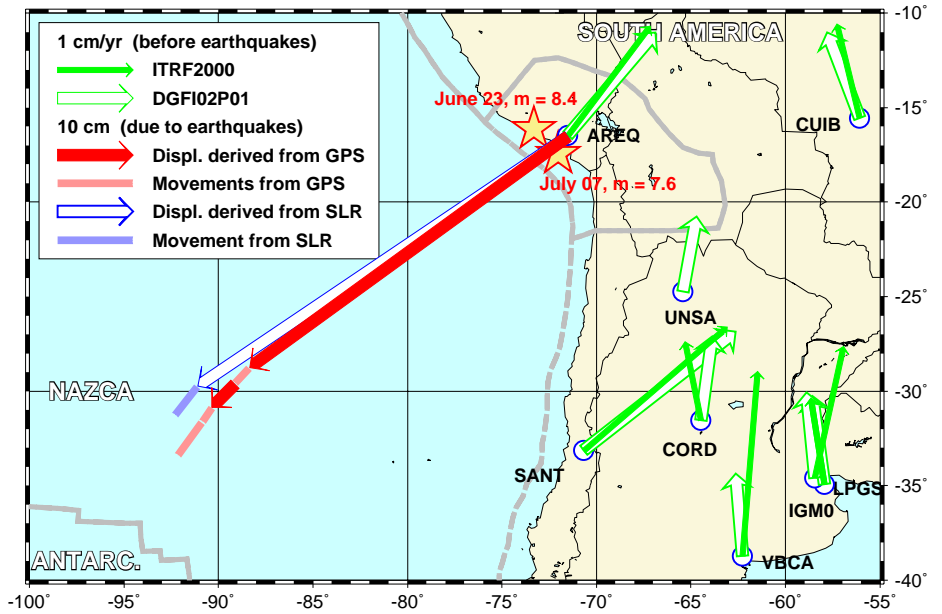 1 cm/yr (before earthquakes)
ITRF2000
DGFI02P01
10 cm (due to earthquakes)
Displ. derived from GPS
Movements from GPS
Displ. derived from SLR
Movement from SLR
SOUTH AMERICA
June 23, m = 8.4
AREQ
CUIB
July 07, m = 7.6
UNSA
NAZCA
CORD
SANT
LPGS
IGM0
VBCA
ANTARC.
-10°
-15°
-20°
-25°
-30°
-35°
-40°
-100° -95° -90° -85° -80° -75° -70° -65° -60° -55°